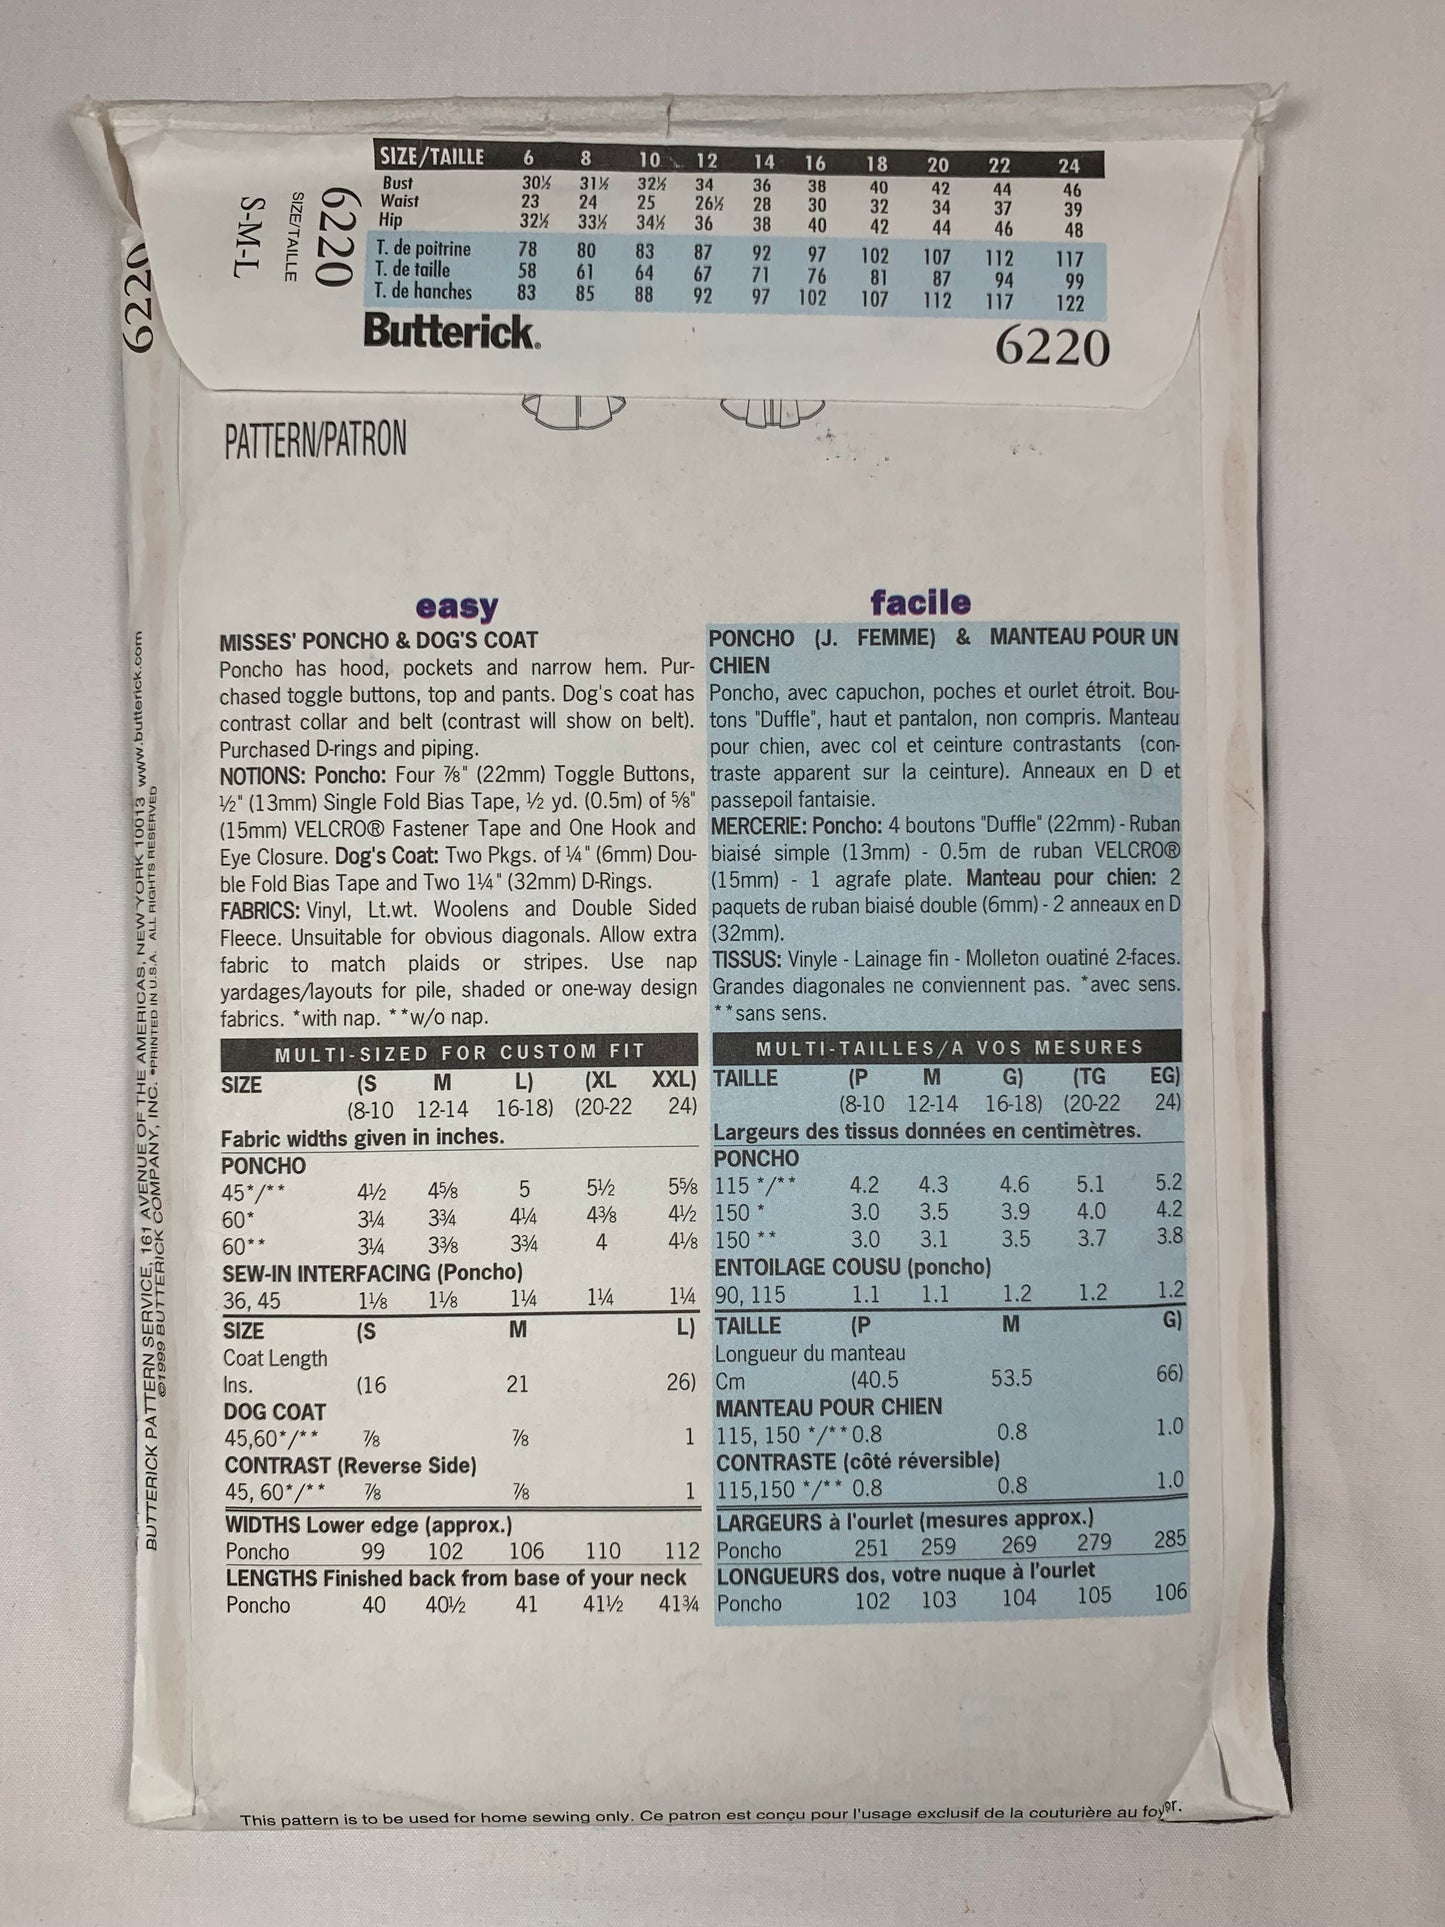 SIZE/TAILLE 6 8 10 12 14 16 18 20 22 24
Bust 30½ 31½ 32½ 34 36 38 40 42 44 46
Waist 23 24 25 26½ 28 30 32 34 37 39
Hip 32½ 33½ 34½ 36 38 40 42 44 46 48
T. de poitrine 78 80 83 87 92 97 102 107 112 117
T. de taille 58 61 64 67 71 76 81 87 94 99
T. de hanches 83 85 88 92 97 102 107 112 117 122
Butterick® 6220
6220
SIZE/TAILLE
S-M-L
6220
PATTERN/PATRON
easy
MISSES' PONCHO & DOG'S COAT
Poncho has hood, pockets and narrow hem. Pur-
chased toggle buttons, top and pants. Dog's coat has
contrast collar and belt (contrast will show on belt).
Purchased D-rings and piping.
NOTIONS: Poncho: Four ⅞" (22mm) Toggle Buttons,
½" (13mm) Single Fold Bias Tape, ½ yd. (0.5m) of ⅝"
(15mm) VELCRO® Fastener Tape and One Hook and
Eye Closure. Dog's Coat: Two Pkgs. of ¼" (6mm) Dou-
ble Fold Bias Tape and Two 1¼" (32mm) D-Rings.
FABRICS: Vinyl, Lt.wt. Woolens and Double Sided
Fleece. Unsuitable for obvious diagonals. Allow extra
fabric to match plaids or stripes. Use nap
yardages/layouts for pile, shaded or one-way design
fabrics. *with nap. **w/o nap.
MULTI-SIZED FOR CUSTOM FIT
SIZE (S M L) (XL XXL)
(8-10 12-14 16-18) (20-22 24)
Fabric widths given in inches.
PONCHO
45*/** 4½ 4⅝ 5 5½ 5⅝
60* 3¼ 3¾ 4¼ 4⅜ 4½
60** 3¼ 3⅜ 3¾ 4 4⅛
SEW-IN INTERFACING (Poncho)
36, 45 1⅛ 1⅛ 1¼ 1¼ 1¼
SIZE (S M L)
Coat Length
Ins. (16 21 26)
DOG COAT
45,60*/** ⅞ ⅞ 1
CONTRAST (Reverse Side)
45, 60*/** ⅞ ⅞ 1
WIDTHS Lower edge (approx.)
Poncho 99 102 106 110 112
LENGTHS Finished back from base of your neck
Poncho 40 40½ 41 41½ 41¾
facile
PONCHO (J. FEMME) & MANTEAU POUR UN
CHIEN
Poncho, avec capuchon, poches et ourlet étroit. Bou-
tons "Duffle", haut et pantalon, non compris. Manteau
pour chien, avec col et ceinture contrastants (con-
traste apparent sur la ceinture). Anneaux en D et
passepoil fantaisie.
MERCERIE: Poncho: 4 boutons "Duffle" (22mm) - Ruban
biaisé simple (13mm) - 0.5m de ruban VELCRO®
(15mm) - 1 agrafe plate. Manteau pour chien: 2
paquets de ruban biaisé double (6mm) - 2 anneaux en D
(32mm).
TISSUS: Vinyle - Lainage fin - Molleton ouatiné 2-faces.
Grandes diagonales ne conviennent pas. *avec sens.
**sans sens.
MULTI-TAILLES/A VOS MESURES
TAILLE (P M G) (TG EG)
(8-10 12-14 16-18) (20-22 24)
Largeurs des tissus données en centimètres.
PONCHO
115 */** 4.2 4.3 4.6 5.1 5.2
150 * 3.0 3.5 3.9 4.0 4.2
150 ** 3.0 3.1 3.5 3.7 3.8
ENTOILAGE COUSU (poncho)
90, 115 1.1 1.1 1.2 1.2 1.2
TAILLE (P M G)
Longueur du manteau
Cm (40.5 53.5 66)
MANTEAU POUR CHIEN
115, 150 */** 0.8 0.8 1.0
CONTRASTE (côté réversible)
115,150 */** 0.8 0.8 1.0
LARGEURS à l'ourlet (mesures approx.)
Poncho 251 259 269 279 285
LONGUEURS dos, votre nuque à l'ourlet
Poncho 102 103 104 105 106
BUTTERICK PATTERN SERVICE, 161 AVENUE OF THE AMERICAS, NEW YORK 10013 www.butterick.com
©1999 BUTTERICK COMPANY, INC. •PRINTED IN U.S.A. ALL RIGHTS RESERVED
This pattern is to be used for home sewing only. Ce patron est conçu pour l'usage exclusif de la couturière au foyer.